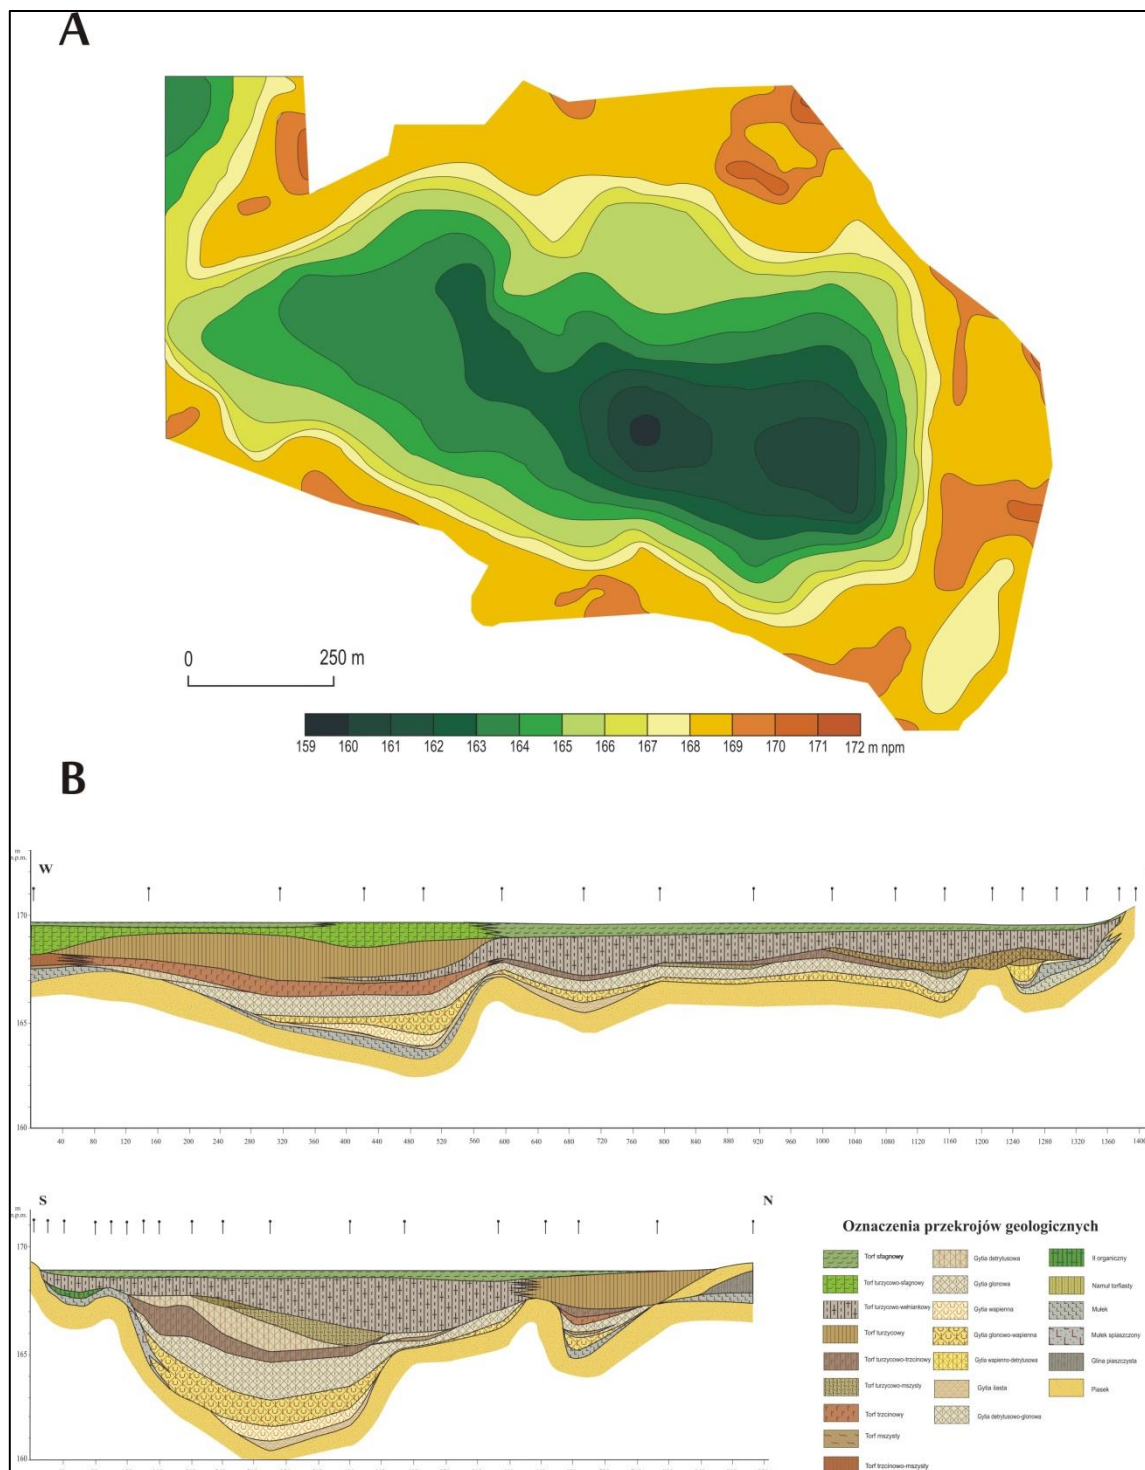 A
0 250 m
159 160 161 162 163 164 165 166 167 168 169 170 171 172 m npm
B
m
n.p.m.
W
170
165
160
40 80 120 160 200 240 280 320 360 400 440 480 520 560 600 640 680 720 760 800 840 880 920 960 1000 1040 1080 1120 1160 1200 1240 1280 1320 1360 1400
S N
m
n.p.m.
170
165
160
Oznaczenia przekrojów geologicznych
Torf sfagnowy
Torf turzycowo-sfagnowy
Torf turzycowo-wełniankowy
Torf turzycowy
Torf turzycowo-trzcinowy
Torf turzycowo-mszysty
Torf trzcinowy
Torf mszysty
Torf trzcinowo-mszysty
Gytia detrytusowa
Gytia glonowa
Gytia wapienna
Gytia glonowo-wapienna
Gytia wapienno-detrytusowa
Gytia ilasta
Gytia detrytusowo-glonowa
Il organiczny
Namuł torfiasty
Mułek
Mułek spiaszczony
Glina piaszczysta
Piasek